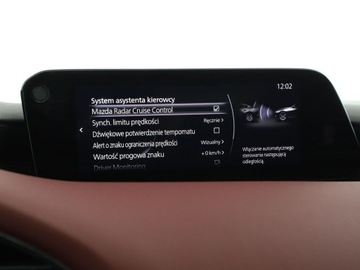 12:02
System asystenta kierowcy
Mazda Radar Cruise Control
Synch. limitu prędkości Ręcznie
Dźwiękowe potwierdzenie tempomatu
Alert o znaku ograniczenia prędkości Wizualny
Wartość progowa znaku +0 km/h
Driver Monitoring
Włączanie automatycznego
sterowania następującą
odległością.